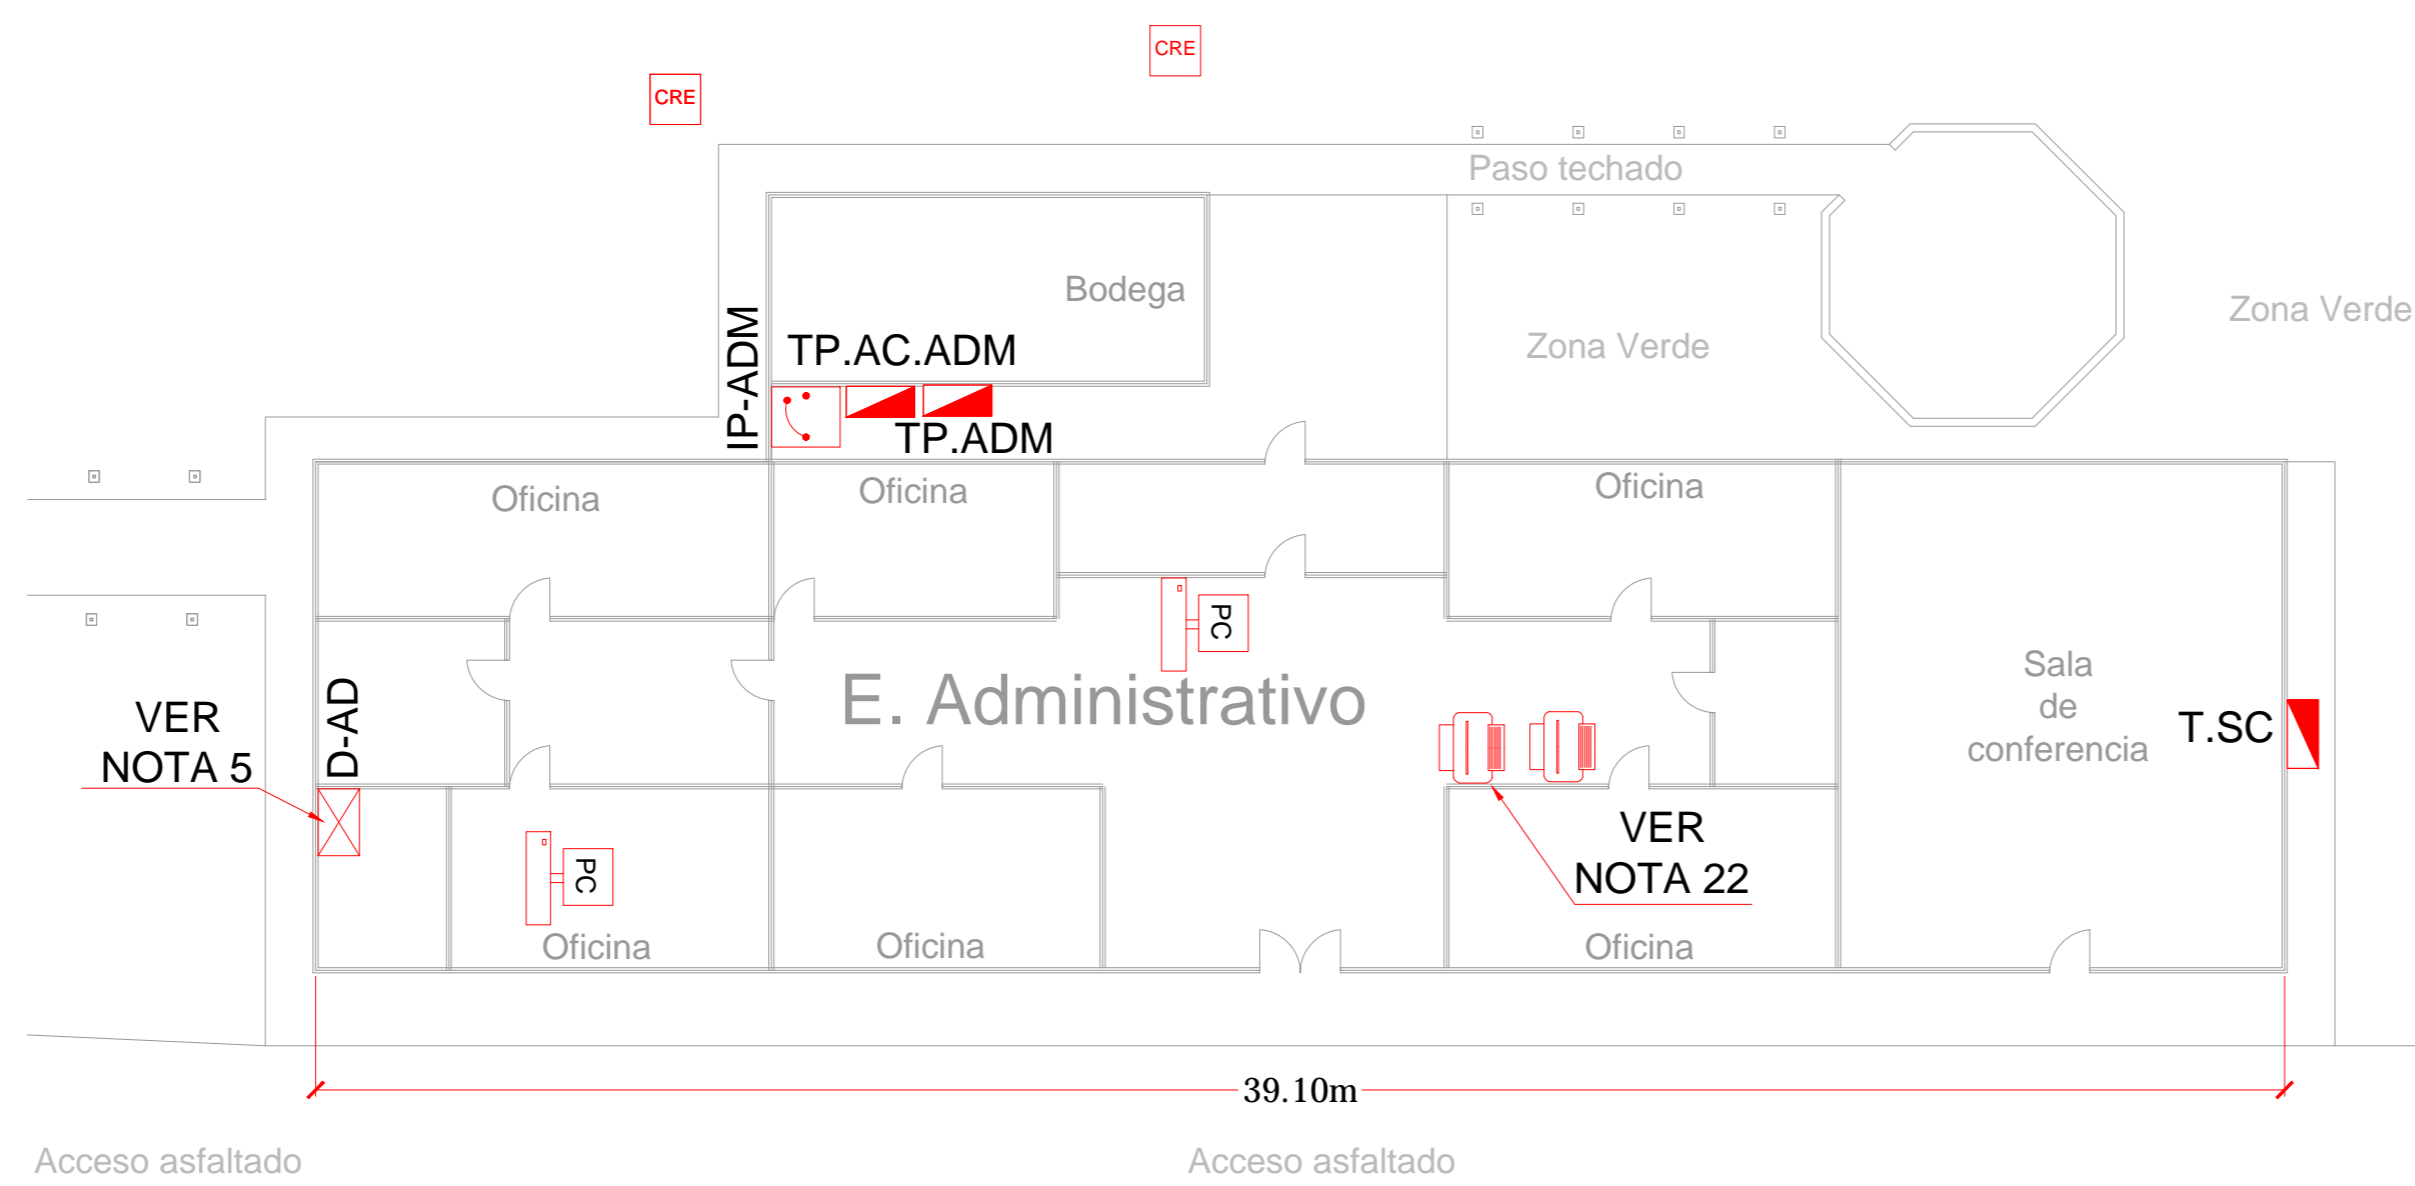 CRE
CRE
Paso techado
Bodega
Zona Verde
Zona Verde
IP-ADM
TP.AC.ADM
TP.ADM
Oficina
Oficina
Oficina
PC
E. Administrativo
Sala
de
conferencia
T.SC
VER
NOTA 5
D-AD
VER
NOTA 22
PC
Oficina
Oficina
Oficina
39.10m
Acceso asfaltado
Acceso asfaltado